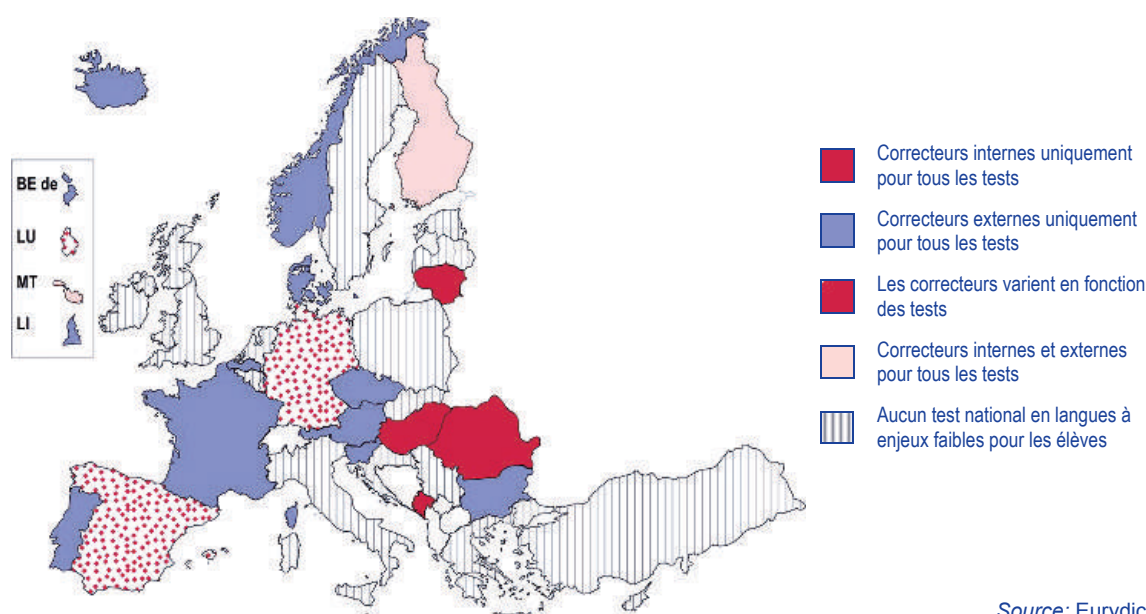 BE de
LU
MT
LI
Correcteurs internes uniquement
pour tous les tests
Correcteurs externes uniquement
pour tous les tests
Les correcteurs varient en fonction
des tests
Correcteurs internes et externes
pour tous les tests
Aucun test national en langues à
enjeux faibles pour les élèves
Source: Eurydic